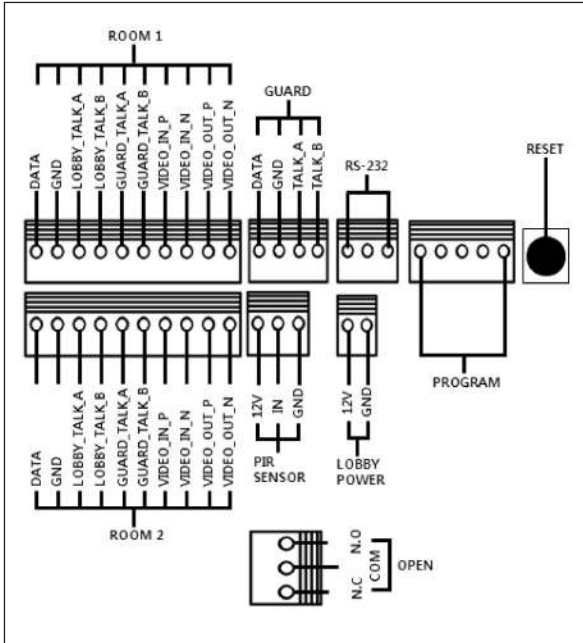 ROOM 1
DATA
GND
LOBBY_TALK_A
LOBBY_TALK_B
GUARD_TALK_A
GUARD_TALK_B
VIDEO_IN_P
VIDEO_IN_N
VIDEO_OUT_P
VIDEO_OUT_N
GUARD
DATA
GND
TALK_A
TALK_B
RS-232
RESET
PROGRAM
DATA
GND
LOBBY_TALK_A
LOBBY_TALK_B
GUARD_TALK_A
GUARD_TALK_B
VIDEO_IN_P
VIDEO_IN_N
VIDEO_OUT_P
VIDEO_OUT_N
ROOM 2
12V
IN
GND
PIR
SENSOR
12V
GND
LOBBY
POWER
N.O
COM
N.C
OPEN